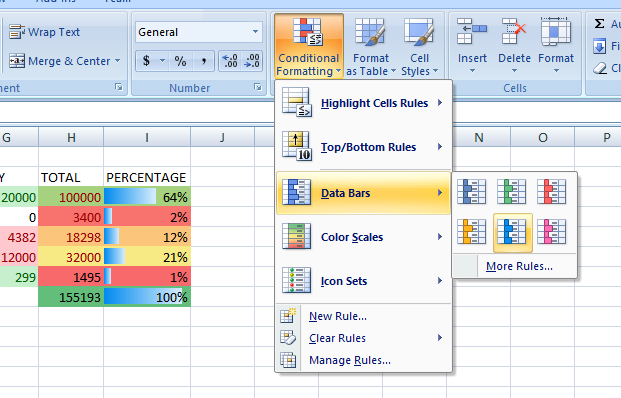 Wrap Text
General
Merge & Center
$ % ,
Conditional Formatting
Format as Table
Cell Styles
Insert
Delete
Format
Σ
Number
Cells
G H I J N O P
Highlight Cells Rules
Top/Bottom Rules
Data Bars
Color Scales
Icon Sets
New Rule...
Clear Rules
Manage Rules...
More Rules...
Y TOTAL PERCENTAGE
20000 100000 64%
0 3400 2%
4382 18298 12%
12000 32000 21%
299 1495 1%
155193 100%